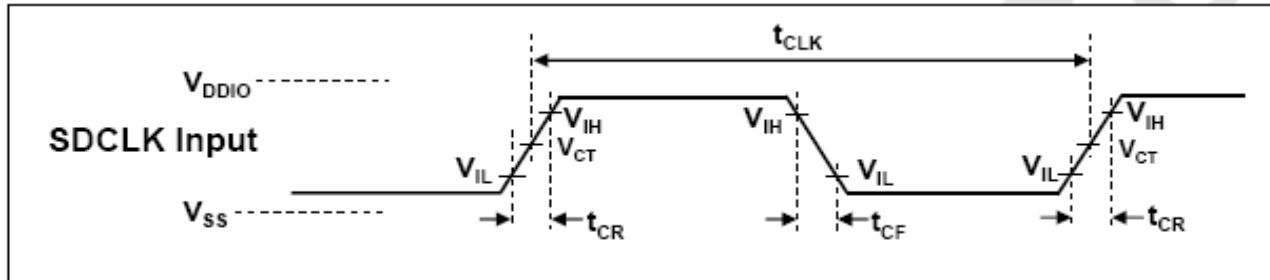 tCLK
VDDIO
SDCLK Input
VIH
VCT
VIL
VIH
VIL
VIL
VIH
VCT
VSS
tCR
tCF
tCR